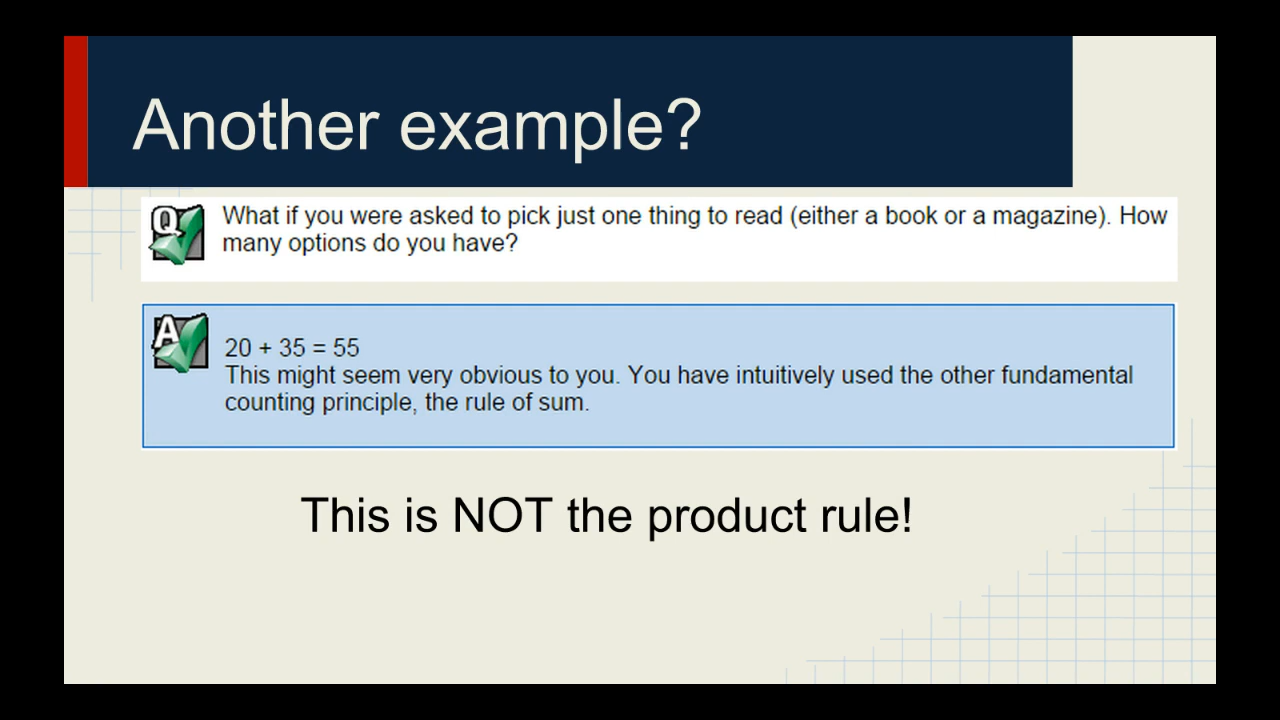 Another example?
Q
What if you were asked to pick just one thing to read (either a book or a magazine). How
many options do you have?
A
20 + 35 = 55
This might seem very obvious to you. You have intuitively used the other fundamental
counting principle, the rule of sum.
This is NOT the product rule!